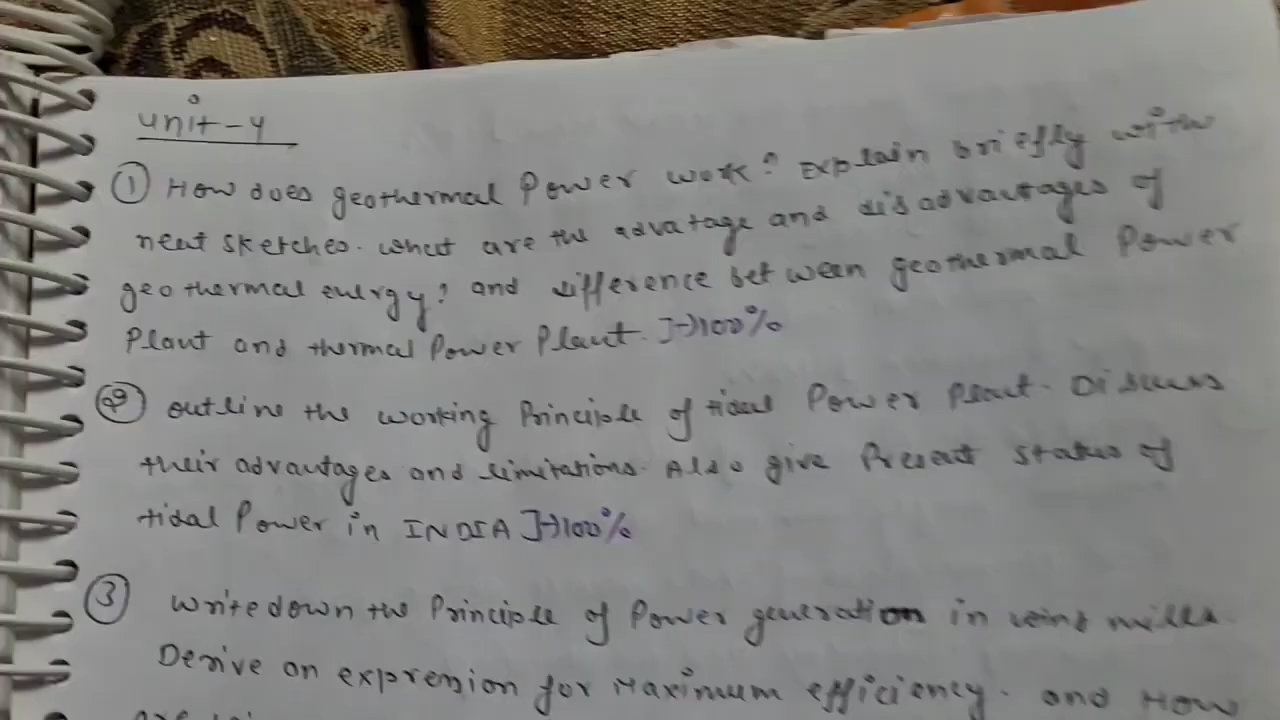 unit-4
① How does geothermal Power work? Explain briefly with
neat sketches. what are the advatage and disadvantages of
geothermal energy? and difference between geothermal Power
Plant and thermal Power Plant. ]→100%
② outline the working Principle of tidal Power Plant. Discuss
their advantages and limitations. Also give Present status of
tidal Power in INDIA ]→100%
③ write down the Principle of Power generation in wind mills.
Derive an expression for Maximum efficiency. and How
are